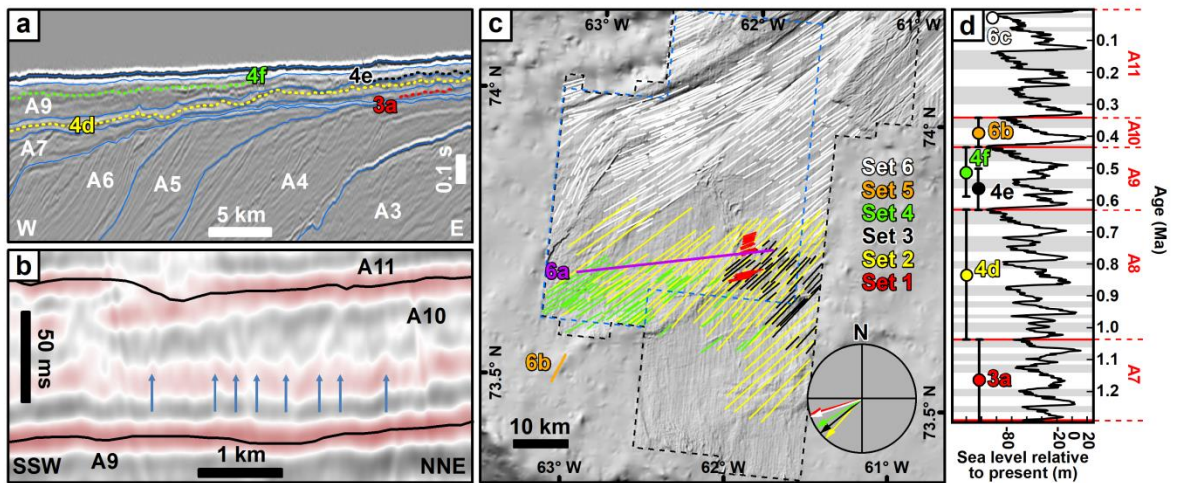 a
4f
4e
A9
3a
4d
A7
A6
A5
A4
A3
0.1 s
5 km
W
E
b
A11
A10
50 ms
A9
1 km
SSW
NNE
c
63° W
62° W
61° W
74° N
74° N
Set 6
Set 5
Set 4
Set 3
Set 2
Set 1
6a
6b
N
10 km
73.5° N
73.5° N
63° W
62° W
61° W
d
6c
0.1
A11
0.2
0.3
A10
6b
0.4
4f
0.5
A9
4e
0.6
0.7
4d
0.8
A8
0.9
1.0
1.1
3a
A7
1.2
Age (Ma)
-80
-20
20
Sea level relative
to present (m)